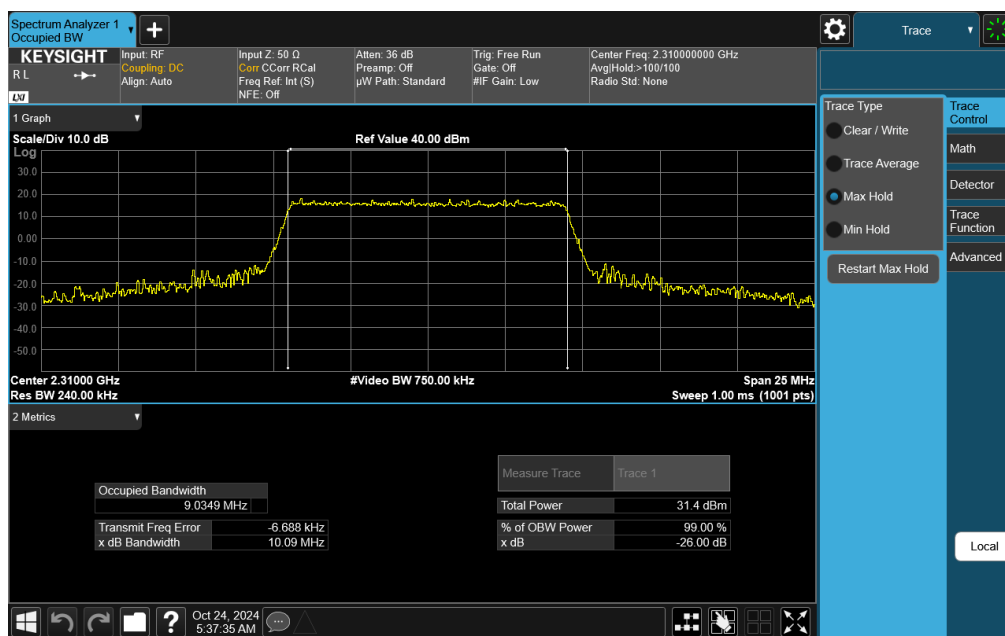 Spectrum Analyzer 1
Occupied BW
Trace
KEYSIGHT
R L
LXI
Input: RF
Coupling: DC
Align: Auto
Input Z: 50 Ω
Corr CCorr RCal
Freq Ref: Int (S)
NFE: Off
Atten: 36 dB
Preamp: Off
µW Path: Standard
Trig: Free Run
Gate: Off
#IF Gain: Low
Center Freq: 2.310000000 GHz
Avg|Hold:>100/100
Radio Std: None
1 Graph
Scale/Div 10.0 dB
Ref Value 40.00 dBm
Log
30.0
20.0
10.0
0.00
-10.0
-20.0
-30.0
-40.0
-50.0
Center 2.31000 GHz
#Video BW 750.00 kHz
Span 25 MHz
Res BW 240.00 kHz
Sweep 1.00 ms (1001 pts)
2 Metrics
Measure Trace
Trace 1
Occupied Bandwidth
9.0349 MHz
Total Power
31.4 dBm
Transmit Freq Error
-6.688 kHz
% of OBW Power
99.00 %
x dB Bandwidth
10.09 MHz
x dB
-26.00 dB
Trace Type
Clear / Write
Trace Average
Max Hold
Min Hold
Restart Max Hold
Trace
Control
Math
Detector
Trace
Function
Advanced
Local
?
Oct 24, 2024
5:37:35 AM